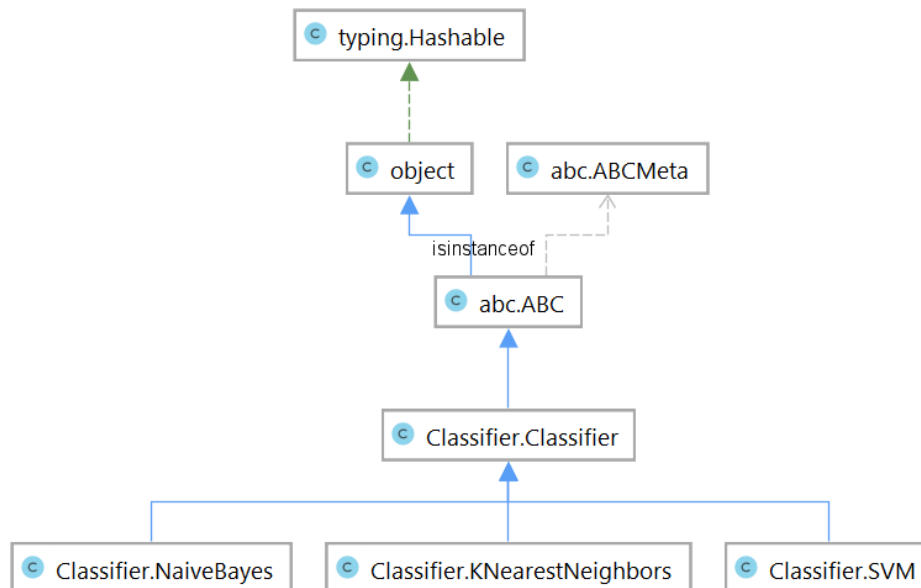 C typing.Hashable
C object
C abc.ABCMeta
isinstanceof
C abc.ABC
C Classifier.Classifier
C Classifier.NaiveBayes
C Classifier.KNearestNeighbors
C Classifier.SVM